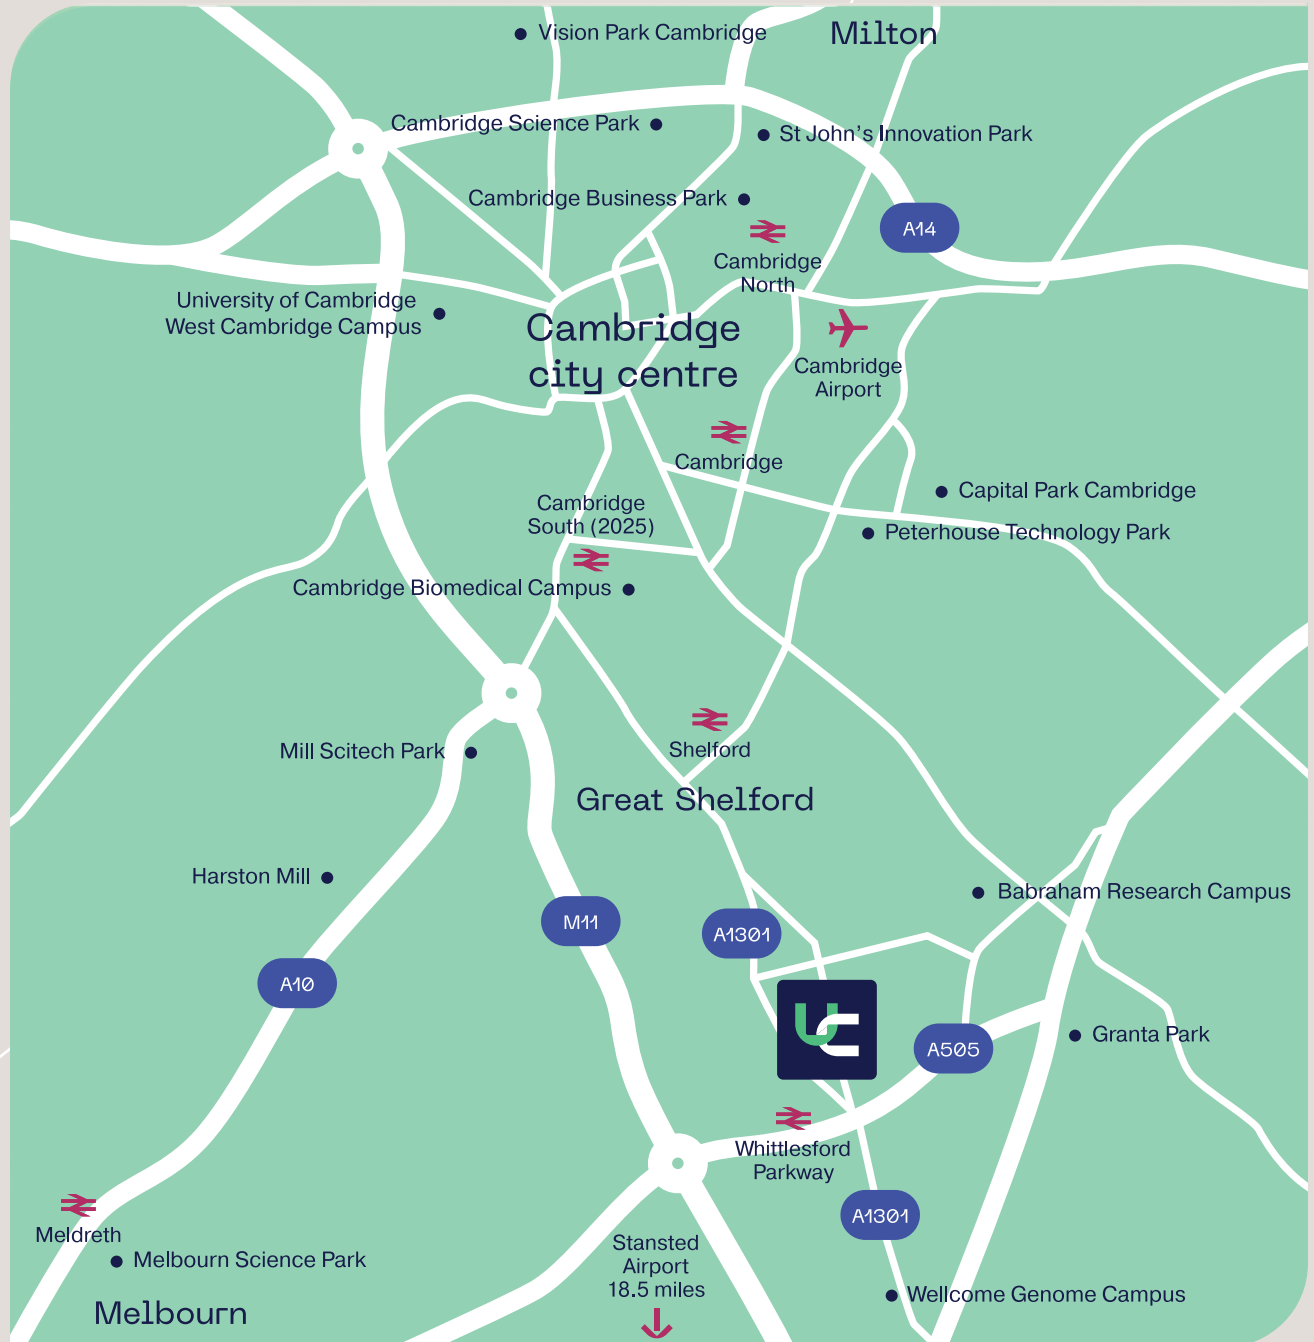 Vision Park Cambridge
Milton
Cambridge Science Park
St John’s Innovation Park
Cambridge Business Park
A14
Cambridge
North
University of Cambridge
West Cambridge Campus
Cambridge
city centre
Cambridge
Airport
Cambridge
Capital Park Cambridge
Cambridge
South (2025)
Peterhouse Technology Park
Cambridge Biomedical Campus
Shelford
Mill Scitech Park
Great Shelford
Harston Mill
Babraham Research Campus
M11
A1301
A10
UC
A505
Granta Park
Whittlesford
Parkway
A1301
Meldreth
Melbourn Science Park
Stansted
Airport
18.5 miles
Wellcome Genome Campus
Melbourn